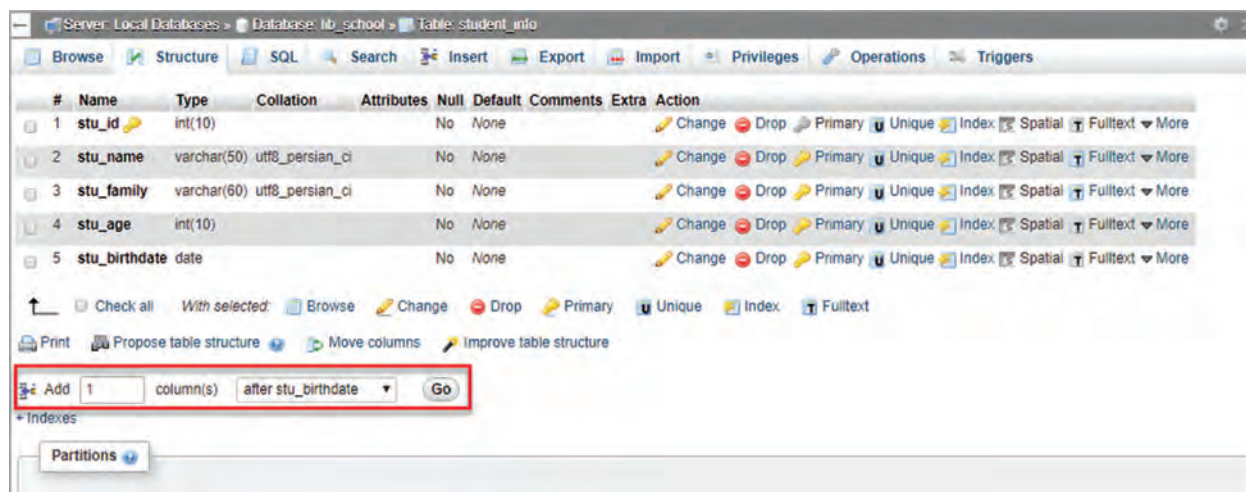 Server: Local Databases » Database: lib_school » Table: student_info
Browse Structure SQL Search Insert Export Import Privileges Operations Triggers
# Name Type Collation Attributes Null Default Comments Extra Action
1 stu_id int(10) No None Change Drop Primary Unique Index Spatial Fulltext More
2 stu_name varchar(50) utf8_persian_ci No None Change Drop Primary Unique Index Spatial Fulltext More
3 stu_family varchar(60) utf8_persian_ci No None Change Drop Primary Unique Index Spatial Fulltext More
4 stu_age int(10) No None Change Drop Primary Unique Index Spatial Fulltext More
5 stu_birthdate date No None Change Drop Primary Unique Index Spatial Fulltext More
Check all With selected: Browse Change Drop Primary Unique Index Fulltext
Print Propose table structure Move columns Improve table structure
Add 1 column(s) after stu_birthdate Go
+ Indexes
Partitions